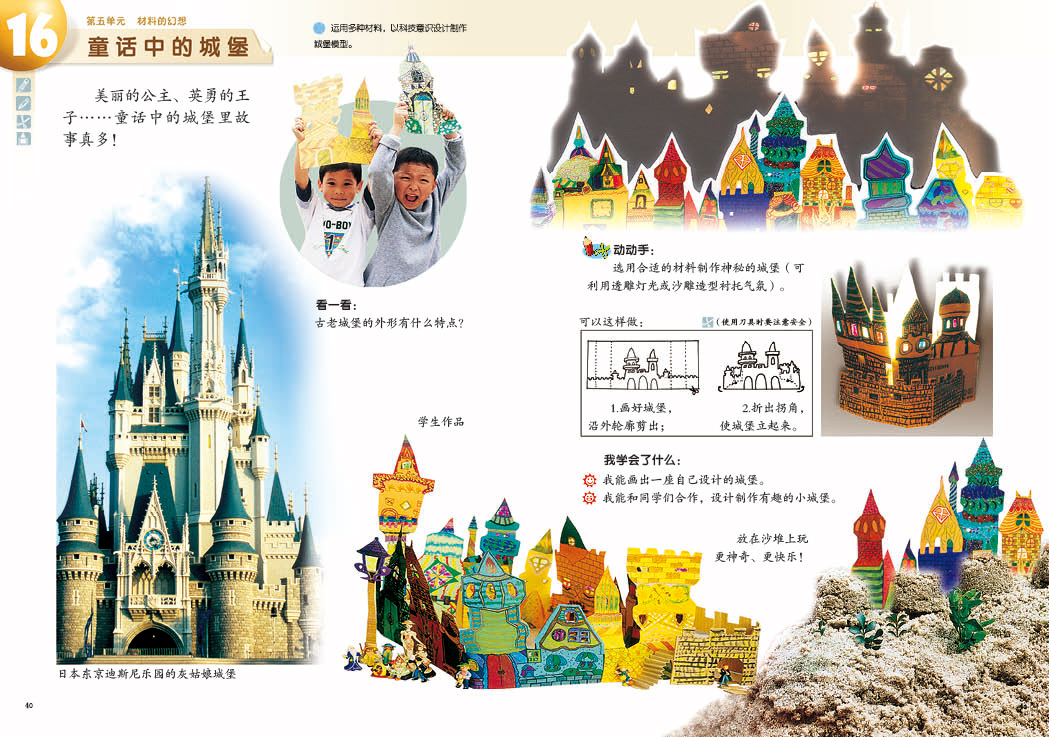 16
第五单元 材料的幻想
童话中的城堡
运用多种材料，以科技意识设计制作
城堡模型。
美丽的公主、英勇的王
子……童话中的城堡里故
事真多！
看一看：
古老城堡的外形有什么特点？
学生作品
日本东京迪斯尼乐园的灰姑娘城堡
40
动动手：
选用合适的材料制作神秘的城堡（可
利用透雕灯光或沙雕造型衬托气氛）。
可以这样做：
（使用刀具时要注意安全）
1.画好城堡，
沿外轮廓剪出；
2.折出拐角，
使城堡立起来。
我学会了什么：
我能画出一座自己设计的城堡。
我能和同学们合作，设计制作有趣的小城堡。
放在沙堆上玩
更神奇、更快乐！